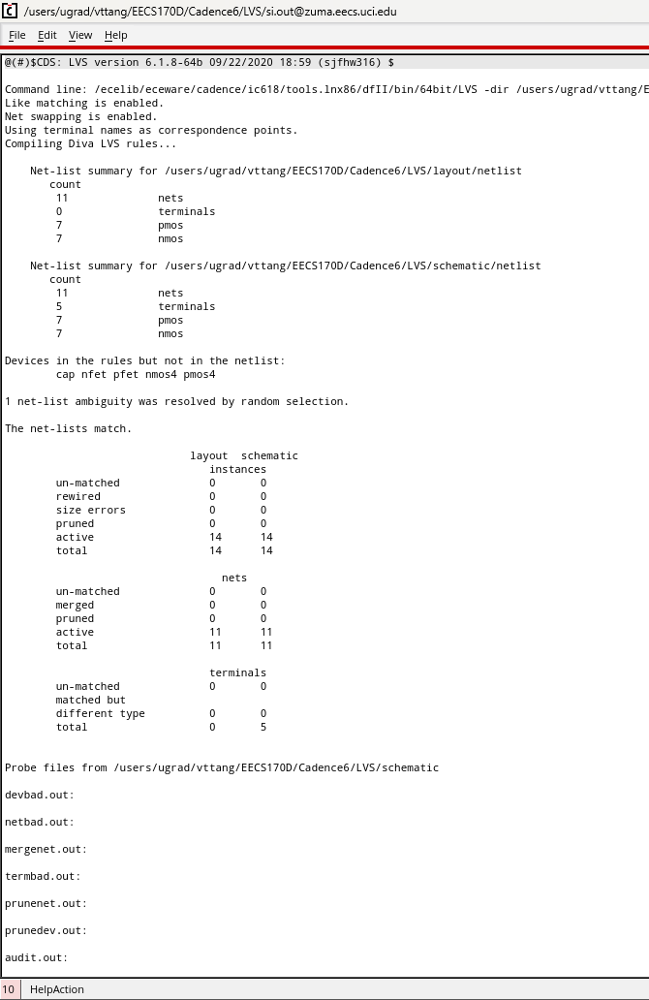 /users/ugrad/vttang/EECS170D/Cadence6/LVS/si.out@zuma.eecs.uci.edu
File Edit View Help
@(#)$CDS: LVS version 6.1.8-64b 09/22/2020 18:59 (sjfhw316) $
Command line: /ecelib/eceware/cadence/ic618/tools.lnx86/dfII/bin/64bit/LVS -dir /users/ugrad/vttang/E
Like matching is enabled.
Net swapping is enabled.
Using terminal names as correspondence points.
Compiling Diva LVS rules...
Net-list summary for /users/ugrad/vttang/EECS170D/Cadence6/LVS/layout/netlist
count
11 nets
0 terminals
7 pmos
7 nmos
Net-list summary for /users/ugrad/vttang/EECS170D/Cadence6/LVS/schematic/netlist
count
11 nets
5 terminals
7 pmos
7 nmos
Devices in the rules but not in the netlist:
cap nfet pfet nmos4 pmos4
1 net-list ambiguity was resolved by random selection.
The net-lists match.
layout schematic
instances
un-matched 0 0
rewired 0 0
size errors 0 0
pruned 0 0
active 14 14
total 14 14
nets
un-matched 0 0
merged 0 0
pruned 0 0
active 11 11
total 11 11
terminals
un-matched 0 0
matched but
different type 0 0
total 0 5
Probe files from /users/ugrad/vttang/EECS170D/Cadence6/LVS/schematic
devbad.out:
netbad.out:
mergenet.out:
termbad.out:
prunenet.out:
prunedev.out:
audit.out:
10 HelpAction